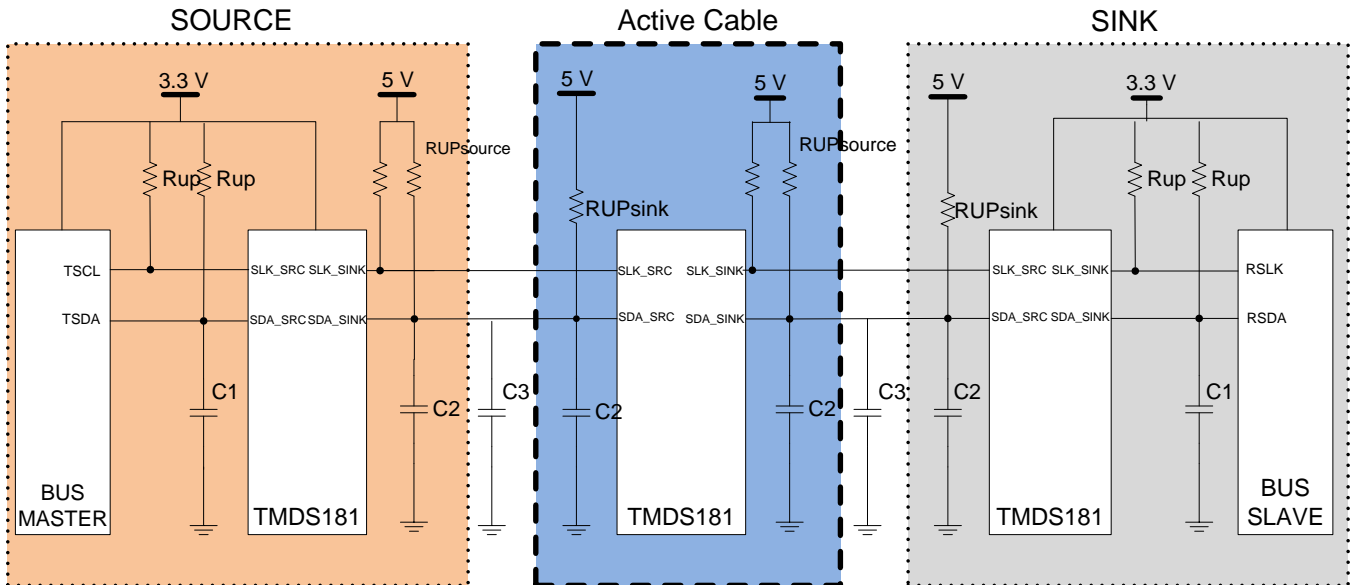 SOURCE
Active Cable
SINK
3.3 V
5 V
5 V
5 V
5 V
3.3 V
RUPsource
RUPsource
Rup
Rup
RUPsink
RUPsink
Rup
Rup
TSCL
SLK_SRC
SLK_SINK
SLK_SRC
SLK_SINK
SLK_SRC
SLK_SINK
RSLK
TSDA
SDA_SRC
SDA_SINK
SDA_SRC
SDA_SINK
SDA_SRC
SDA_SINK
RSDA
C1
C2
C3
C2
C2
C3
C2
C1
BUS
MASTER
TMDS181
TMDS181
TMDS181
BUS
SLAVE